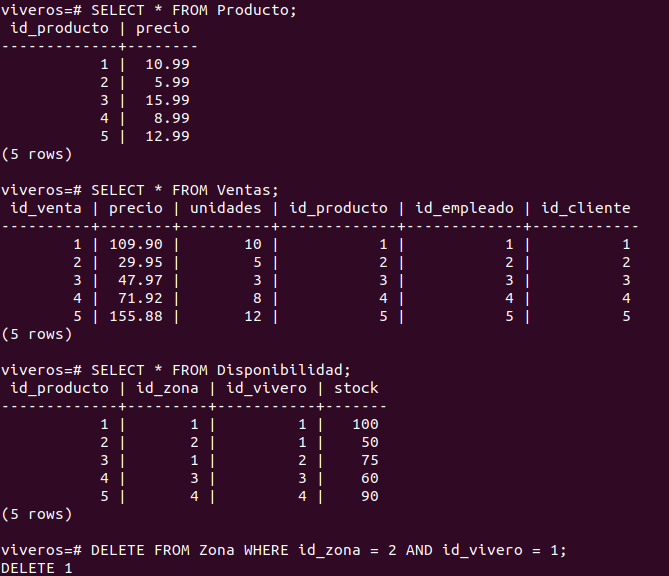 viveros=# SELECT * FROM Producto;
 id_producto | precio
-------------+--------
           1 |  10.99
           2 |   5.99
           3 |  15.99
           4 |   8.99
           5 |  12.99
(5 rows)

viveros=# SELECT * FROM Ventas;
 id_venta | precio | unidades | id_producto | id_empleado | id_cliente
----------+--------+----------+-------------+-------------+------------
        1 | 109.90 |       10 |           1 |           1 |          1
        2 |  29.95 |        5 |           2 |           2 |          2
        3 |  47.97 |        3 |           3 |           3 |          3
        4 |  71.92 |        8 |           4 |           4 |          4
        5 | 155.88 |       12 |           5 |           5 |          5
(5 rows)

viveros=# SELECT * FROM Disponibilidad;
 id_producto | id_zona | id_vivero | stock
-------------+---------+-----------+-------
           1 |       1 |         1 |   100
           2 |       2 |         1 |    50
           3 |       1 |         2 |    75
           4 |       3 |         3 |    60
           5 |       4 |         4 |    90
(5 rows)

viveros=# DELETE FROM Zona WHERE id_zona = 2 AND id_vivero = 1;
DELETE 1